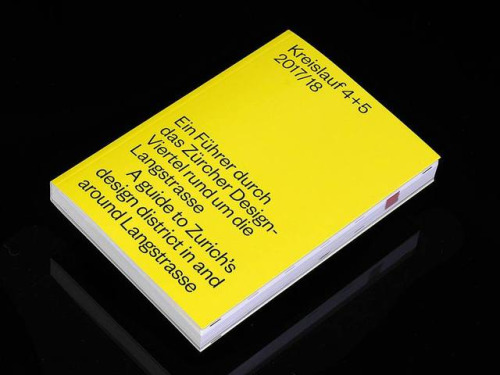 Kreislauf 4+5
2017/18
Ein Führer durch
das Zürcher Design-
Viertel rund um die
Langstrasse
A guide to Zurich's
design district in and
around Langstrasse